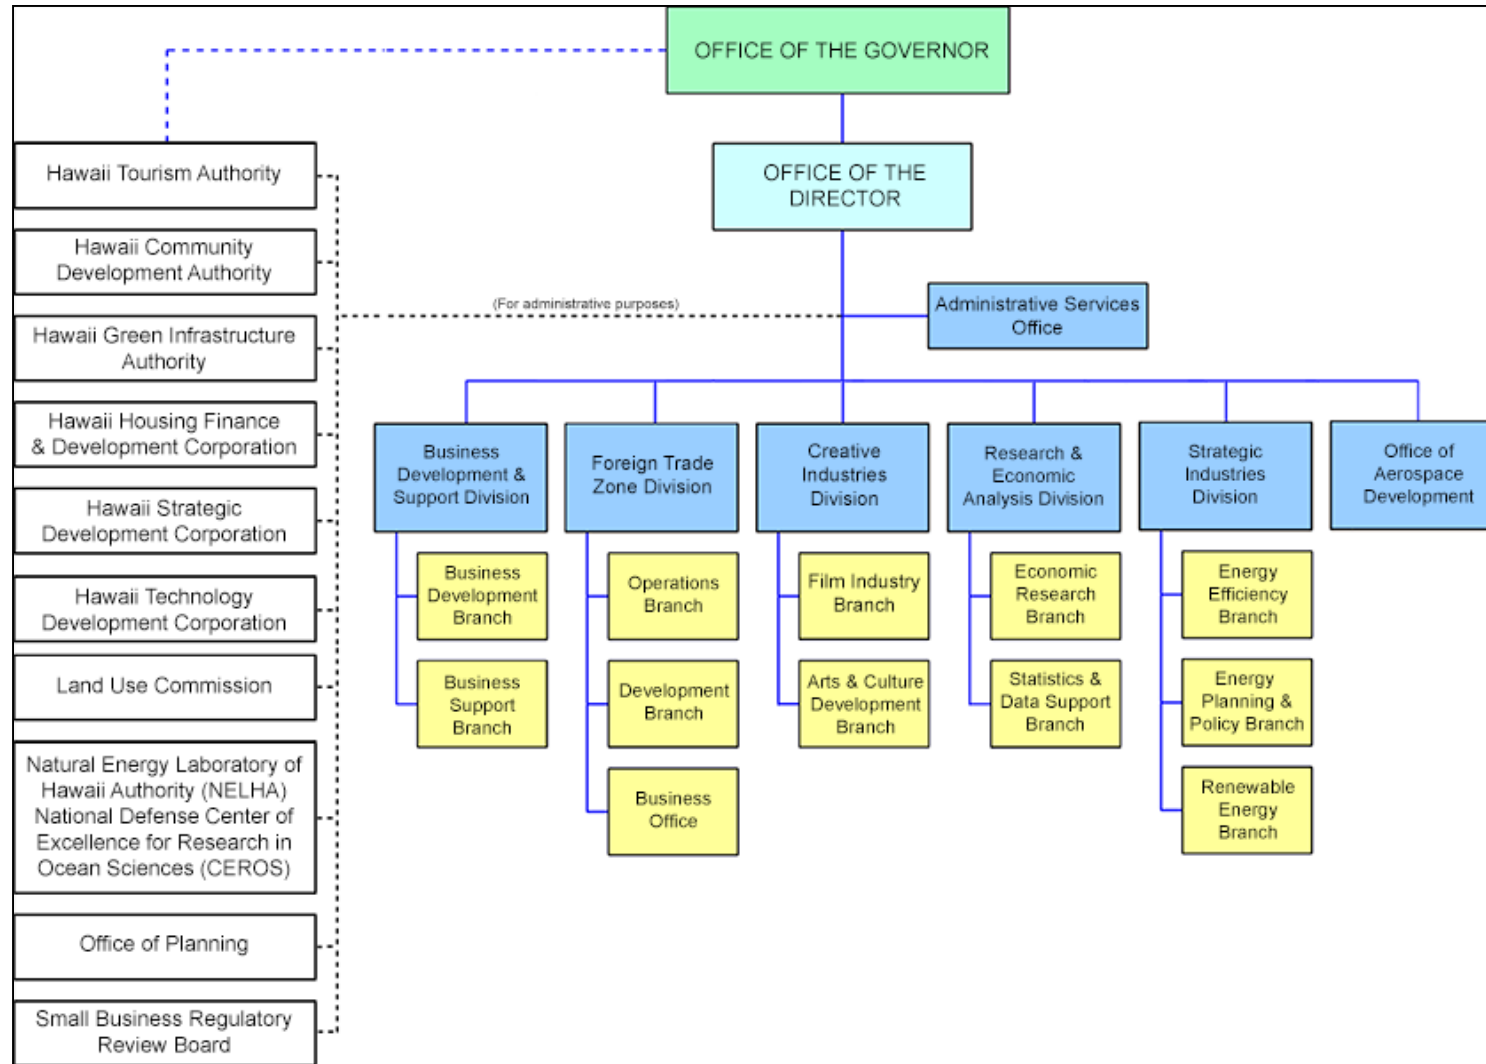 OFFICE OF THE GOVERNOR
OFFICE OF THE
DIRECTOR
Hawaii Tourism Authority
Hawaii Community
Development Authority
Hawaii Green Infrastructure
Authority
Hawaii Housing Finance
& Development Corporation
Hawaii Strategic
Development Corporation
Hawaii Technology
Development Corporation
Land Use Commission
Natural Energy Laboratory of
Hawaii Authority (NELHA)
National Defense Center of
Excellence for Research in
Ocean Sciences (CEROS)
Office of Planning
Small Business Regulatory
Review Board
(For administrative purposes)
Administrative Services
Office
Business
Development &
Support Division
Business
Development
Branch
Business
Support
Branch
Foreign Trade
Zone Division
Operations
Branch
Development
Branch
Business
Office
Creative
Industries
Division
Film Industry
Branch
Arts & Culture
Development
Branch
Research &
Economic
Analysis Division
Economic
Research
Branch
Statistics &
Data Support
Branch
Strategic
Industries
Division
Energy
Efficiency
Branch
Energy
Planning &
Policy Branch
Renewable
Energy
Branch
Office of
Aerospace
Development